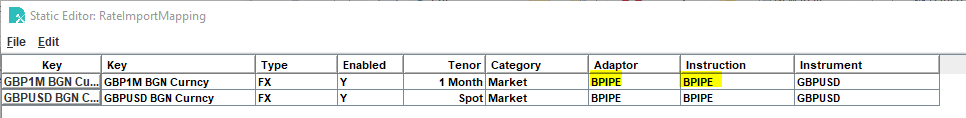 Static Editor: RateImportMapping
File Edit
Key Key Type Enabled Tenor Category Adaptor Instruction Instrument
GBP1M BGN Cu... GBP1M BGN Curncy FX Y 1 Month Market BPIPE BPIPE GBPUSD
GBPUSD BGN C... GBPUSD BGN Curncy FX Y Spot Market BPIPE BPIPE GBPUSD